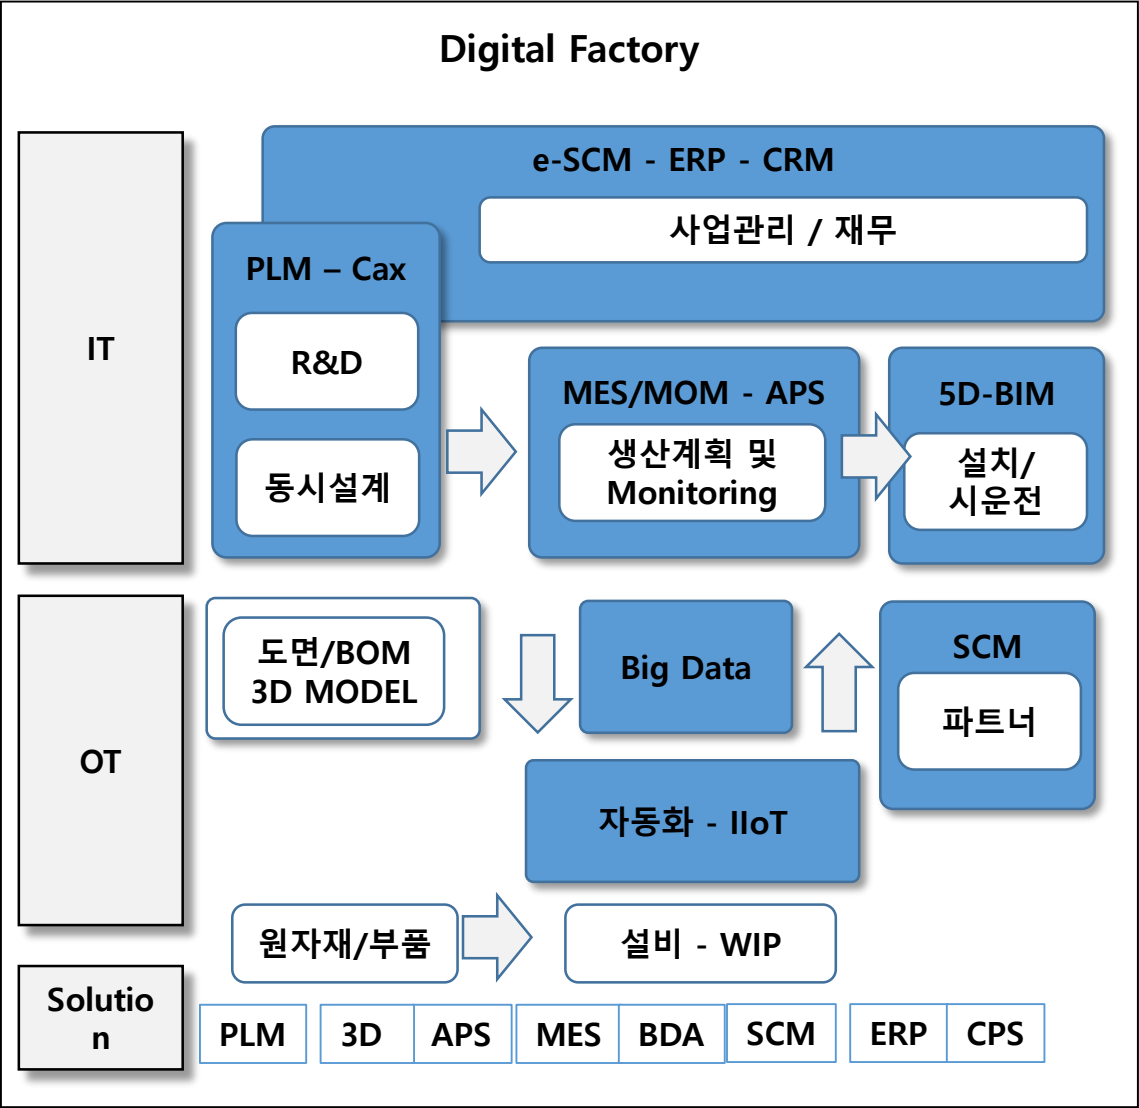 Digital Factory
IT
e-SCM - ERP - CRM
사업관리 / 재무
PLM – Cax
R&D
동시설계
MES/MOM - APS
생산계획 및
Monitoring
5D-BIM
설치/
시운전
OT
도면/BOM
3D MODEL
Big Data
SCM
파트너
자동화 - IIoT
원자재/부품
설비 - WIP
Solutio
n
PLM
3D
APS
MES
BDA
SCM
ERP
CPS